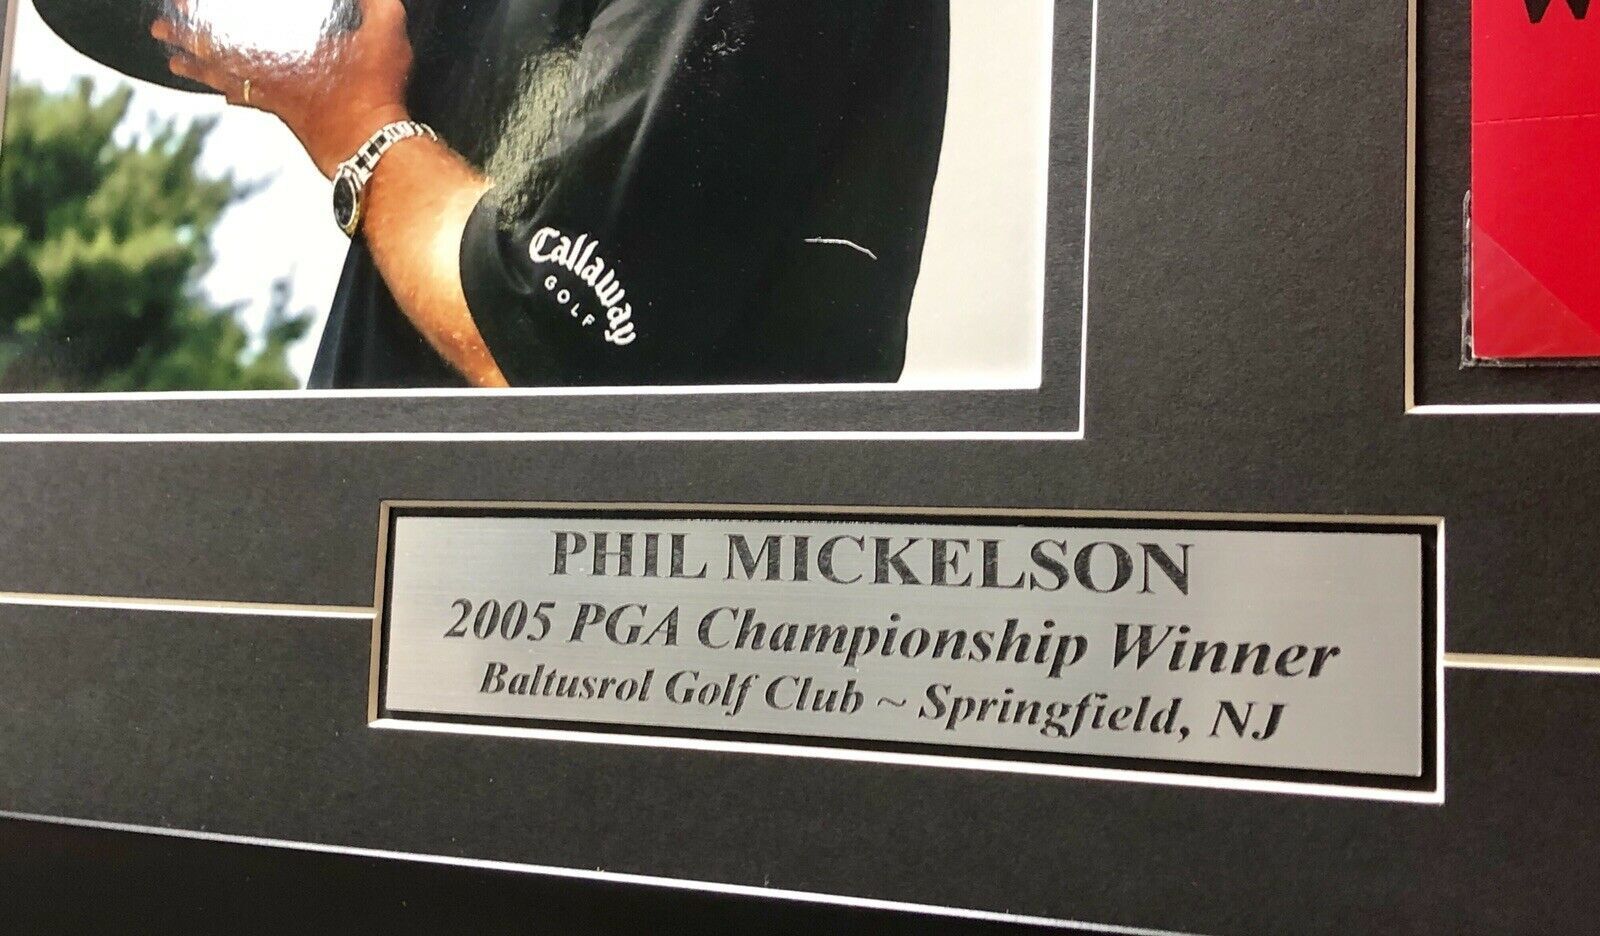 Callaway
GOLF
PHIL MICKELSON
2005 PGA Championship Winner
Baltusrol Golf Club ~ Springfield, NJ